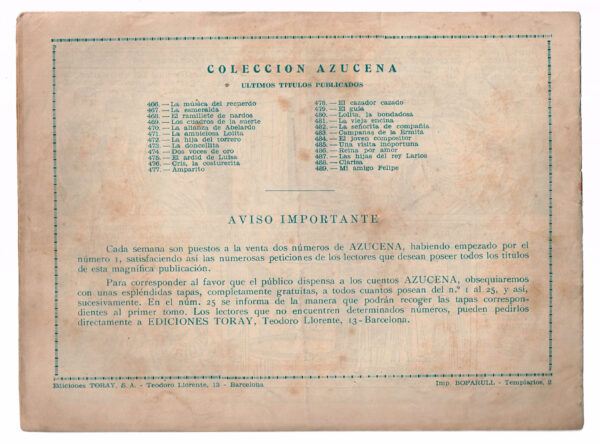 COLECCION AZUCENA
* ULTIMOS TITULOS PUBLICADOS
466.—La música del recuerdo
467.—La esmeralda
468.—El ramillete de nardos
469.—Los cuadros de la suerte
470.—La alianza de Abelardo
471.—La ambiciosa Lolita
472.—La hija del torrero
473.—La doncellita
474.—Dos voces de oro
475.—El ardid de Luisa
476.—Cris, la costurerita
477.—Amparito
478.—El cazador cazado
479.—El guía
480.—Lolita, la bondadosa
481.—La vieja encina
482.—La señorita de compañía
483.—Campanas de la Ermita
484.—El joven compositor
485.—Una visita inoportuna
486.—Reina por amor
487.—Las hijas del rey Larios
488.—Clarisa
489.—Mi amigo Felipe
AVISO IMPORTANTE
Cada semana son puestos a la venta dos números de AZUCENA, habiendo empezado por el
número 1, satisfaciendo así las numerosas peticiones de los lectores que desean poseer todos los títulos
de esta magnífica publicación.
Para corresponder al favor que el público dispensa a los cuentos AZUCENA, obsequiaremos
con unas espléndidas tapas, completamente gratuitas, a todos cuantos posean del n.º 1 al 25, y así,
sucesivamente. En el núm. 25 se informa de la manera que podrán recoger las tapas correspon-
dientes al primer tomo. Los lectores que no encuentren determinados números, pueden pedirlos
directamente a EDICIONES TORAY, Teodoro Llorente, 13-Barcelona.
Ediciones TORAY, S. A. - Teodoro Llorente, 13 - Barcelona
Imp. BOFARULL - Templarios, 2